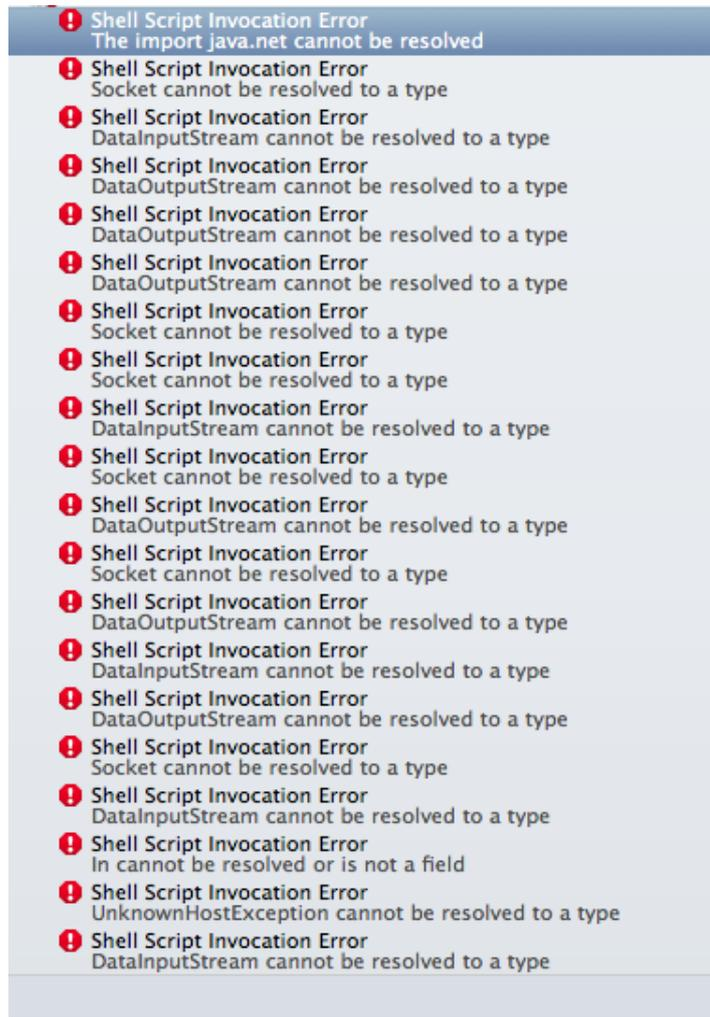 Shell Script Invocation Error
The import java.net cannot be resolved
Shell Script Invocation Error
Socket cannot be resolved to a type
Shell Script Invocation Error
DataInputStream cannot be resolved to a type
Shell Script Invocation Error
DataOutputStream cannot be resolved to a type
Shell Script Invocation Error
DataOutputStream cannot be resolved to a type
Shell Script Invocation Error
DataOutputStream cannot be resolved to a type
Shell Script Invocation Error
Socket cannot be resolved to a type
Shell Script Invocation Error
Socket cannot be resolved to a type
Shell Script Invocation Error
DataInputStream cannot be resolved to a type
Shell Script Invocation Error
Socket cannot be resolved to a type
Shell Script Invocation Error
DataOutputStream cannot be resolved to a type
Shell Script Invocation Error
Socket cannot be resolved to a type
Shell Script Invocation Error
DataOutputStream cannot be resolved to a type
Shell Script Invocation Error
DataInputStream cannot be resolved to a type
Shell Script Invocation Error
DataOutputStream cannot be resolved to a type
Shell Script Invocation Error
Socket cannot be resolved to a type
Shell Script Invocation Error
DataInputStream cannot be resolved to a type
Shell Script Invocation Error
In cannot be resolved or is not a field
Shell Script Invocation Error
UnknownHostException cannot be resolved to a type
Shell Script Invocation Error
DataInputStream cannot be resolved to a type